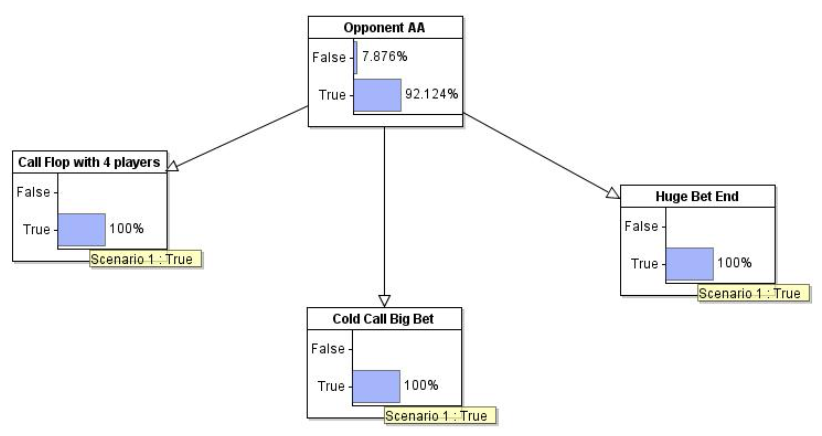 Opponent AA
False 7.876%
True 92.124%
Call Flop with 4 players
False
True 100%
Scenario 1 : True
Huge Bet End
False
True 100%
Scenario 1 : True
Cold Call Big Bet
False
True 100%
Scenario 1 : True